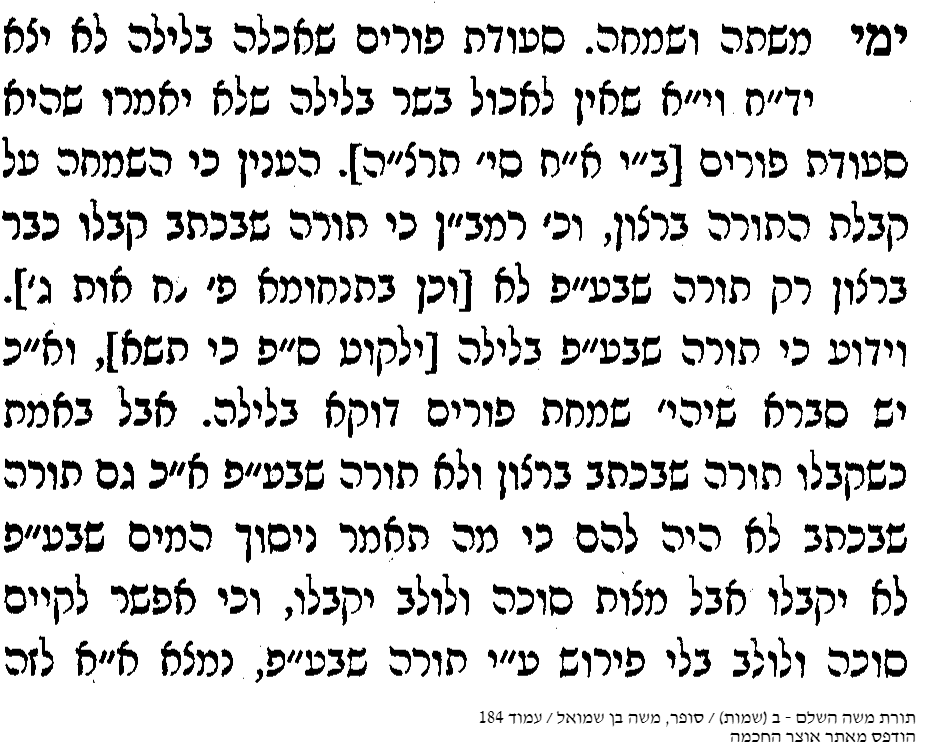 ימי משתה ושמחה. סעודת פורים שאכלה בלילה לא יצא
יד״ח וי״א שאין לאכול בשר בלילה שלא יאמרו שהיא
סעודת פורים [ב״י א״ח סי׳ תרצ״ה]. הענין כי השמחה על
קבלת התורה ברצון, וכ׳ רמב״ן כי תורה שבכתב קבלו כבר
ברצון רק תורה שבע״פ לא [וכן בתנחומא פ׳ נח אות ג׳].
וידוע כי תורה שבע״פ בלילה [ילקוט ס״פ כי תשא], וא״כ
יש סברא שיהי׳ שמחת פורים דוקא בלילה. אבל באמת
כשקבלו תורה שבכתב ברצון ולא תורה שבע״פ א״כ גם תורה
שבכתב לא היה להם כי מה תאמר ניסוך המים שבע״פ
לא יקבלו אבל מצות סוכה ולולב יקבלו, וכי אפשר לקיים
סוכה ולולב בלי פירוש ע״י תורה שבע״פ, נמצא א״א לזה
תורת משה השלם - ב (שמות) / סופר, משה בן שמואל / עמוד 184
הודפס מאתר אוצר החכמה